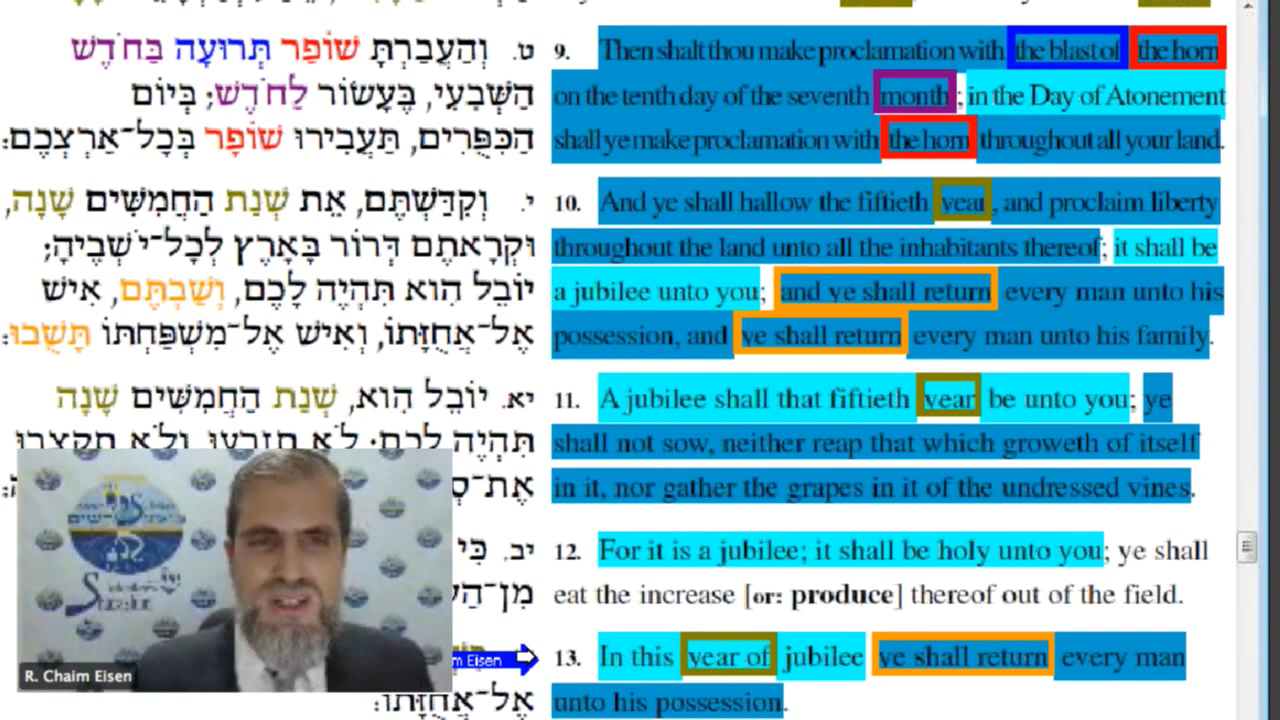 ט. וְהַעֲבַרְתָּ שׁוֹפַר תְּרוּעָה בַּחֹדֶשׁ
הַשְּׁבִעִי, בֶּעָשׂוֹר לַחֹדֶשׁ; בְּיוֹם
הַכִּפֻּרִים, תַּעֲבִירוּ שׁוֹפָר בְּכָל־אַרְצְכֶם:
9. Then shalt thou make proclamation with the blast of the horn
on the tenth day of the seventh month; in the Day of Atonement
shall ye make proclamation with the horn throughout all your land.
י. וְקִדַּשְׁתֶּם, אֵת שְׁנַת הַחֲמִשִּׁים שָׁנָה,
וּקְרָאתֶם דְּרוֹר בָּאָרֶץ לְכָל־יֹשְׁבֶיהָ;
יוֹבֵל הִוא תִּהְיֶה לָכֶם, וְשַׁבְתֶּם, אִישׁ
אֶל־אֲחֻזָּתוֹ, וְאִישׁ אֶל־מִשְׁפַּחְתּוֹ תָּשֻׁבוּ:
10. And ye shall hallow the fiftieth year, and proclaim liberty
throughout the land unto all the inhabitants thereof; it shall be
a jubilee unto you; and ye shall return every man unto his
possession, and ye shall return every man unto his family.
יא. יוֹבֵל הִוא, שְׁנַת הַחֲמִשִּׁים שָׁנָה
תִּהְיֶה לָכֶם; לֹא תִזְרָעוּ, וְלֹא תִקְצְרוּ
11. A jubilee shall that fiftieth year be unto you; ye
shall not sow, neither reap that which groweth of itself
in it, nor gather the grapes in it of the undressed vines.
יב. כִּי
12. For it is a jubilee; it shall be holy unto you; ye shall
eat the increase [or: produce] thereof out of the field.
13. In this year of jubilee ye shall return every man
unto his possession.
אֶל־אֲחֻזָּתוֹ:
m Eisen
R. Chaim Eisen